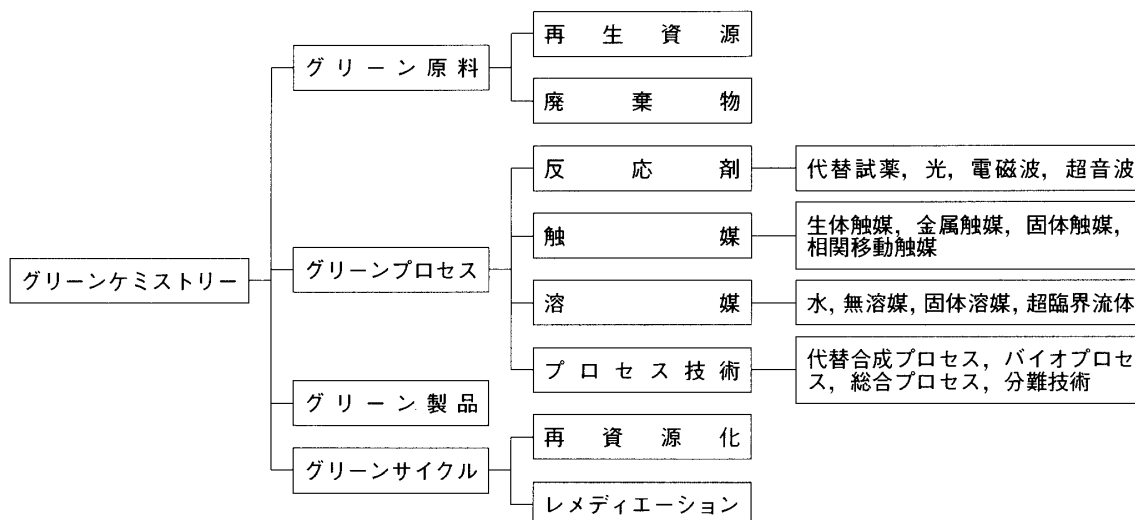 グリーンケミストリー
グリーン原料
再生資源
廃棄物
グリーンプロセス
反応剤
代替試薬, 光, 電磁波, 超音波
触媒
生体触媒, 金属触媒, 固体触媒,
相関移動触媒
溶媒
水, 無溶媒, 固体溶媒, 超臨界流体
プロセス技術
代替合成プロセス, バイオプロセ
ス, 総合プロセス, 分難技術
グリーン製品
グリーンサイクル
再資源化
レメディエーション